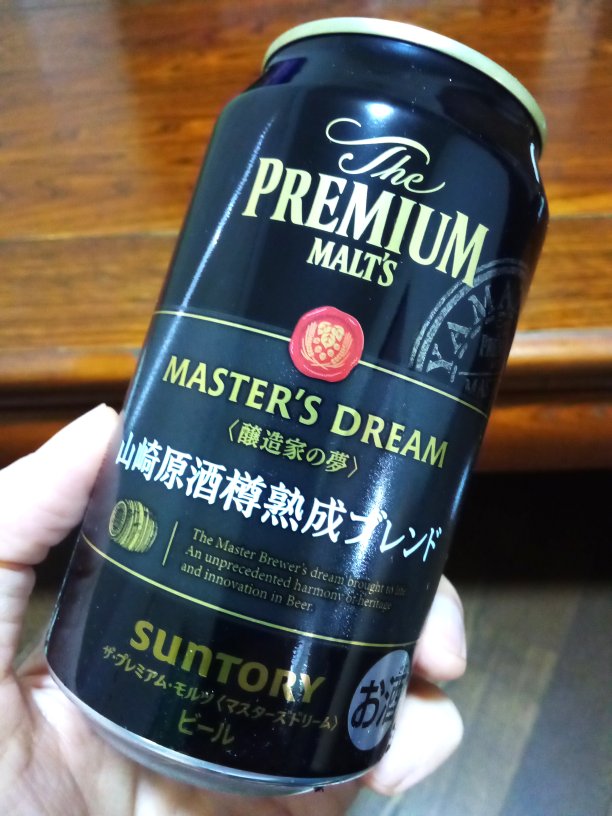 The
PREMIUM
MALT'S
MASTER'S DREAM
〈醸造家の夢〉
山崎原酒樽熟成ブレンド
The Master Brewer's dream brought to life
An unprecedented harmony of heritage
and innovation in Beer.
SUNTORY
ザ・プレミアム・モルツ〈マスターズドリーム〉
ビール
お酒